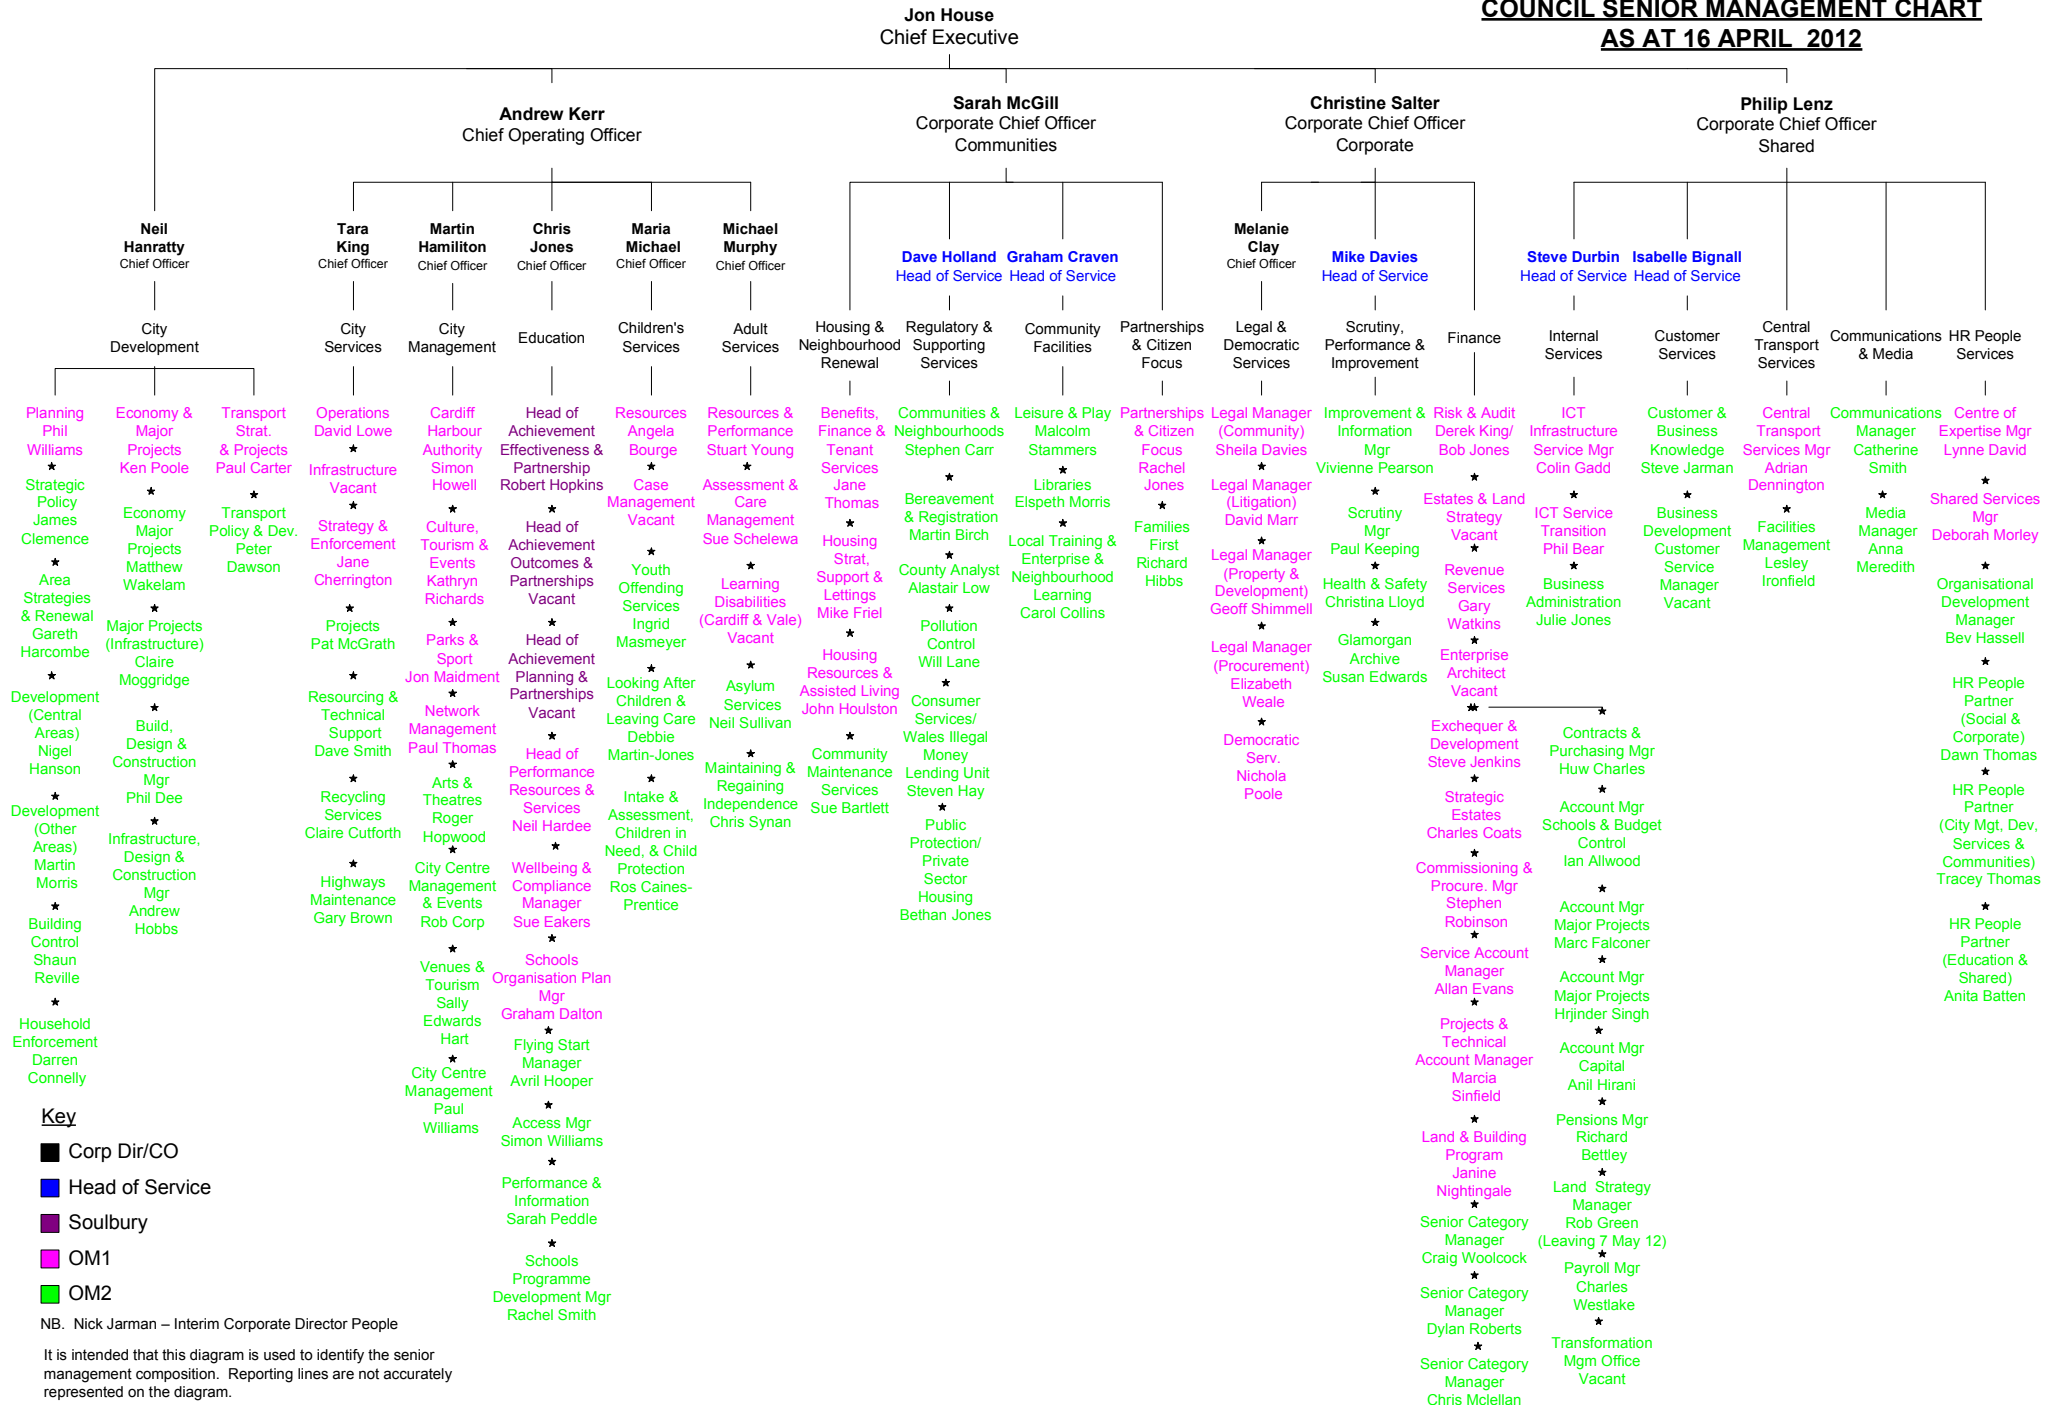 COUNCIL SENIOR MANAGEMENT CHART
AS AT 16 APRIL  2012
Jon House
Chief Executive
Andrew Kerr
Chief Operating Officer
Sarah McGill
Corporate Chief Officer
Communities
Christine Salter
Corporate Chief Officer
Corporate
Philip Lenz
Corporate Chief Officer
Shared
Neil
Hanratty
Chief Officer
Tara
King
Chief Officer
Martin
Hamiliton
Chief Officer
Chris
Jones
Chief Officer
Maria
Michael
Chief Officer
Michael
Murphy
Chief Officer
Dave Holland
Head of Service
Graham Craven
Head of Service
Melanie
Clay
Chief Officer
Mike Davies
Head of Service
Steve Durbin
Head of Service
Isabelle Bignall
Head of Service
City
Development
City
Services
City
Management
Education
Children's
Services
Adult
Services
Housing &
Neighbourhood
Renewal
Regulatory &
Supporting
Services
Community
Facilities
Partnerships
& Citizen
Focus
Legal &
Democratic
Services
Scrutiny,
Performance &
Improvement
Finance
Internal
Services
Customer
Services
Central
Transport
Services
Communications
& Media
HR People
Services
Planning
Phil
Williams
Strategic
Policy
James
Clemence
Area
Strategies
& Renewal
Gareth
Harcombe
Development
(Central
Areas)
Nigel
Hanson
Development
(Other
Areas)
Martin
Morris
Building
Control
Shaun
Reville
Household
Enforcement
Darren
Connelly
Economy &
Major
Projects
Ken Poole
Economy
Major
Projects
Matthew
Wakelam
Major Projects
(Infrastructure)
Claire
Moggridge
Build,
Design &
Construction
Mgr
Phil Dee
Infrastructure,
Design &
Construction
Mgr
Andrew
Hobbs
Transport
Strat.
& Projects
Paul Carter
Transport
Policy & Dev.
Peter
Dawson
Operations
David Lowe
Infrastructure
Vacant
Strategy &
Enforcement
Jane
Cherrington
Projects
Pat McGrath
Resourcing &
Technical
Support
Dave Smith
Recycling
Services
Claire Cutforth
Highways
Maintenance
Gary Brown
Cardiff
Harbour
Authority
Simon
Howell
Culture,
Tourism &
Events
Kathryn
Richards
Parks &
Sport
Jon Maidment
Network
Management
Paul Thomas
Arts &
Theatres
Roger
Hopwood
City Centre
Management
& Events
Rob Corp
Venues &
Tourism
Sally
Edwards
Hart
City Centre
Management
Paul
Williams
Head of
Achievement
Effectiveness &
Partnership
Robert Hopkins
Head of
Achievement
Outcomes &
Partnerships
Vacant
Head of
Achievement
Planning &
Partnerships
Vacant
Head of
Performance
Resources &
Services
Neil Hardee
Wellbeing &
Compliance
Manager
Sue Eakers
Schools
Organisation Plan
Mgr
Graham Dalton
Flying Start
Manager
Avril Hooper
Access Mgr
Simon Williams
Performance &
Information
Sarah Peddle
Schools
Programme
Development Mgr
Rachel Smith
Resources
Angela
Bourge
Case
Management
Vacant
Youth
Offending
Services
Ingrid
Masmeyer
Looking After
Children &
Leaving Care
Debbie
Martin-Jones
Intake &
Assessment,
Children in
Need, & Child
Protection
Ros Caines-
Prentice
Resources &
Performance
Stuart Young
Assessment &
Care
Management
Sue Schelewa
Learning
Disabilities
(Cardiff & Vale)
Vacant
Asylum
Services
Neil Sullivan
Maintaining &
Regaining
Independence
Chris Synan
Benefits,
Finance &
Tenant
Services
Jane
Thomas
Housing
Strat,
Support &
Lettings
Mike Friel
Housing
Resources &
Assisted Living
John Houlston
Community
Maintenance
Services
Sue Bartlett
Communities &
Neighbourhoods
Stephen Carr
Bereavement
& Registration
Martin Birch
County Analyst
Alastair Low
Pollution
Control
Will Lane
Consumer
Services/
Wales Illegal
Money
Lending Unit
Steven Hay
Public
Protection/
Private
Sector
Housing
Bethan Jones
Leisure & Play
Malcolm
Stammers
Libraries
Elspeth Morris
Local Training &
Enterprise &
Neighbourhood
Learning
Carol Collins
Partnerships
& Citizen
Focus
Rachel
Jones
Families
First
Richard
Hibbs
Legal Manager
(Community)
Sheila Davies
Legal Manager
(Litigation)
David Marr
Legal Manager
(Property &
Development)
Geoff Shimmell
Legal Manager
(Procurement)
Elizabeth
Weale
Democratic
Serv.
Nichola
Poole
Improvement &
Information
Mgr
Vivienne Pearson
Scrutiny
Mgr
Paul Keeping
Health & Safety
Christina Lloyd
Glamorgan
Archive
Susan Edwards
Risk & Audit
Derek King/
Bob Jones
Estates & Land
Strategy
Vacant
Revenue
Services
Gary
Watkins
Enterprise
Architect
Vacant
Exchequer &
Development
Steve Jenkins
Strategic
Estates
Charles Coats
Commissioning &
Procure. Mgr
Stephen
Robinson
Service Account
Manager
Allan Evans
Projects &
Technical
Account Manager
Marcia
Sinfield
Land & Building
Program
Janine
Nightingale
Senior Category
Manager
Craig Woolcock
Senior Category
Manager
Dylan Roberts
Senior Category
Manager
Chris Mclellan
Contracts &
Purchasing Mgr
Huw Charles
Account Mgr
Schools & Budget
Control
Ian Allwood
Account Mgr
Major Projects
Marc Falconer
Account Mgr
Major Projects
Hrjinder Singh
Account Mgr
Capital
Anil Hirani
Pensions Mgr
Richard
Bettley
Land  Strategy
Manager
Rob Green
(Leaving 7 May 12)
Payroll Mgr
Charles
Westlake
Transformation
Mgm Office
Vacant
ICT
Infrastructure
Service Mgr
Colin Gadd
ICT Service
Transition
Phil Bear
Business
Administration
Julie Jones
Customer &
Business
Knowledge
Steve Jarman
Business
Development
Customer
Service
Manager
Vacant
Central
Transport
Services Mgr
Adrian
Dennington
Facilities
Management
Lesley
Ironfield
Communications
Manager
Catherine
Smith
Media
Manager
Anna
Meredith
Centre of
Expertise Mgr
Lynne David
Shared Services
Mgr
Deborah Morley
Organisational
Development
Manager
Bev Hassell
HR People
Partner
(Social &
Corporate)
Dawn Thomas
HR People
Partner
(City Mgt, Dev,
Services &
Communities)
Tracey Thomas
HR People
Partner
(Education &
Shared)
Anita Batten
Key
Corp Dir/CO
Head of Service
Soulbury
OM1
OM2
NB.  Nick Jarman – Interim Corporate Director People
It is intended that this diagram is used to identify the senior
management composition.  Reporting lines are not accurately
represented on the diagram.